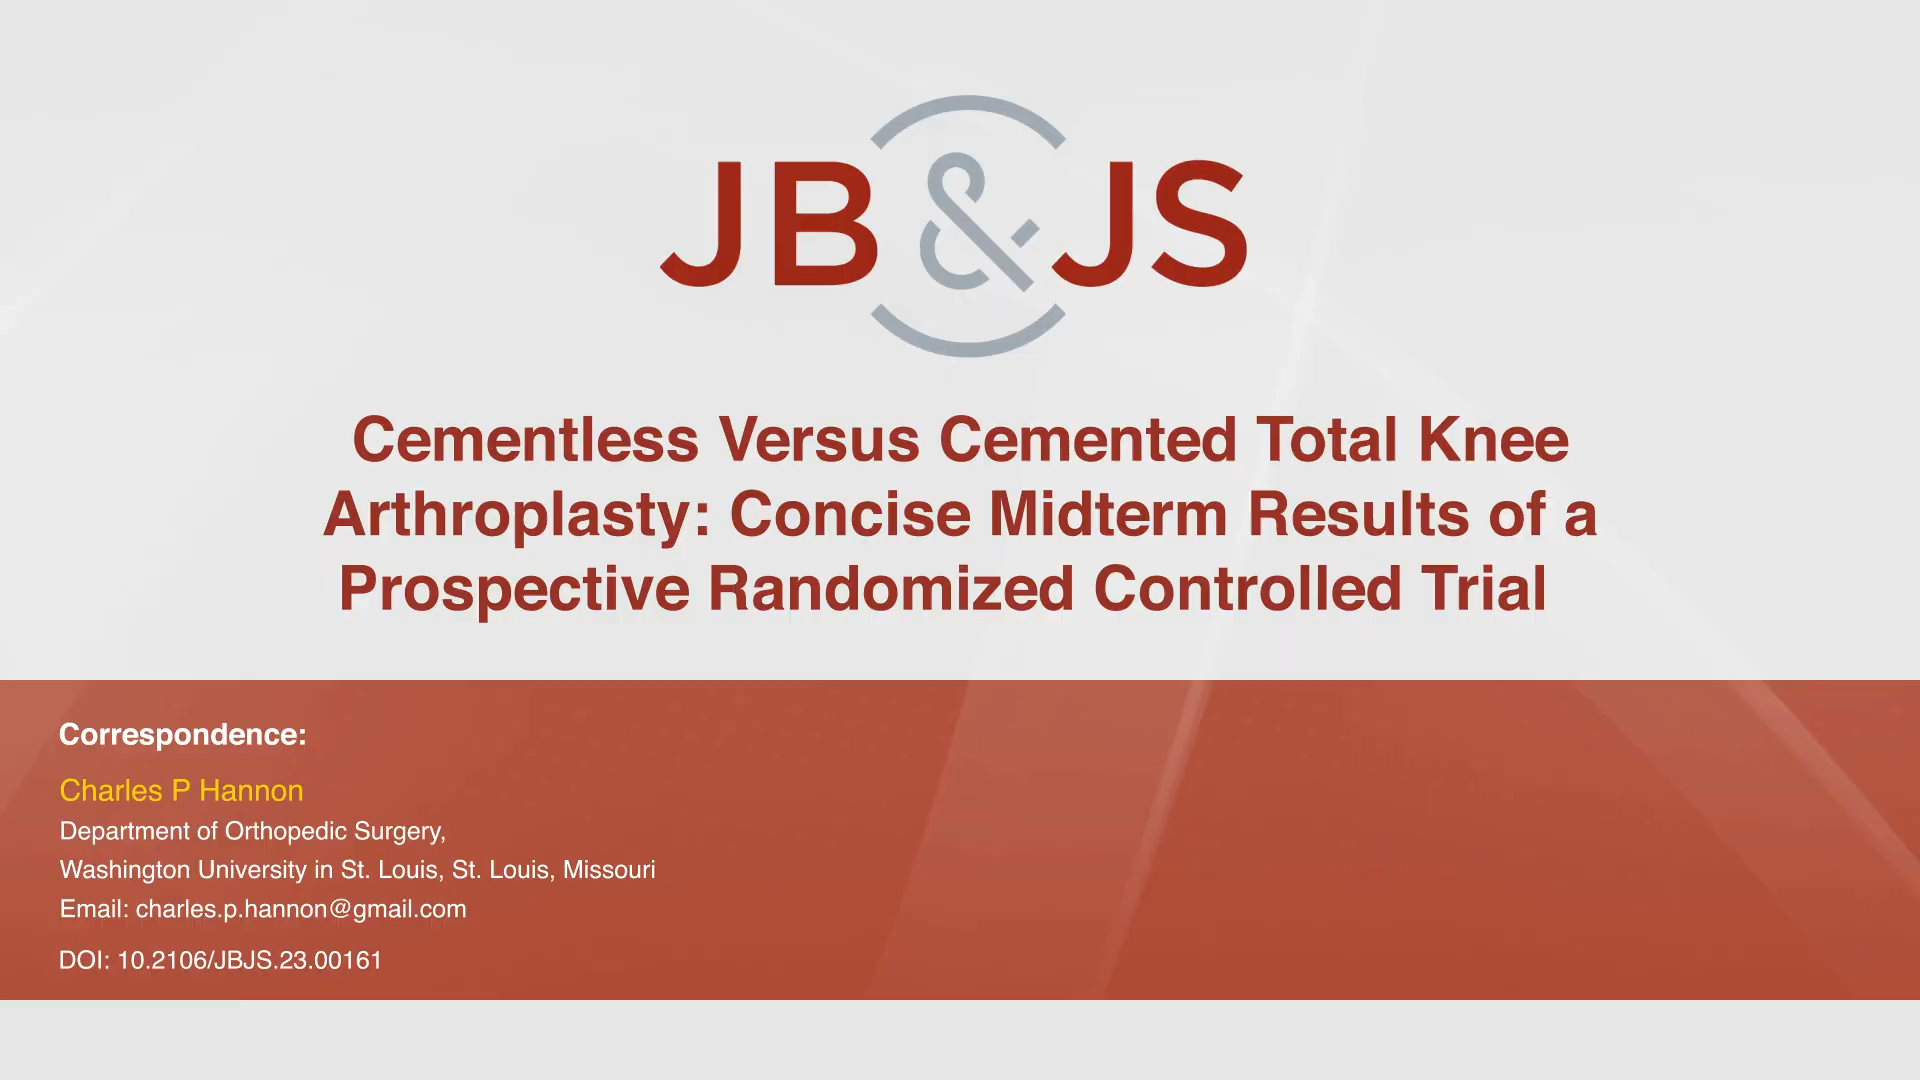 JB&JS
Cementless Versus Cemented Total Knee
Arthroplasty: Concise Midterm Results of a
Prospective Randomized Controlled Trial
Correspondence:
Charles P Hannon
Department of Orthopedic Surgery,
Washington University in St. Louis, St. Louis, Missouri
Email: charles.p.hannon@gmail.com
DOI: 10.2106/JBJS.23.00161